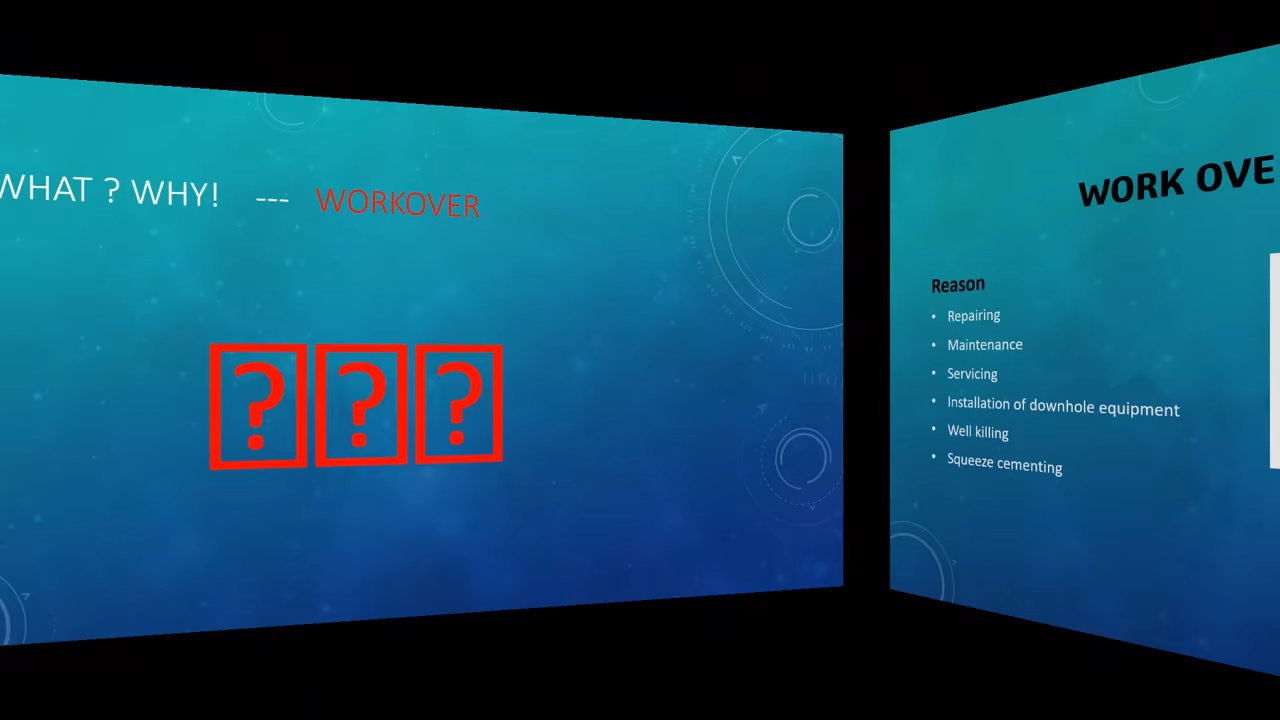 WHAT ? WHY! --- WORKOVER
???
WORK OVE
Reason
• Repairing
• Maintenance
• Servicing
• Installation of downhole equipment
• Well killing
• Squeeze cementing